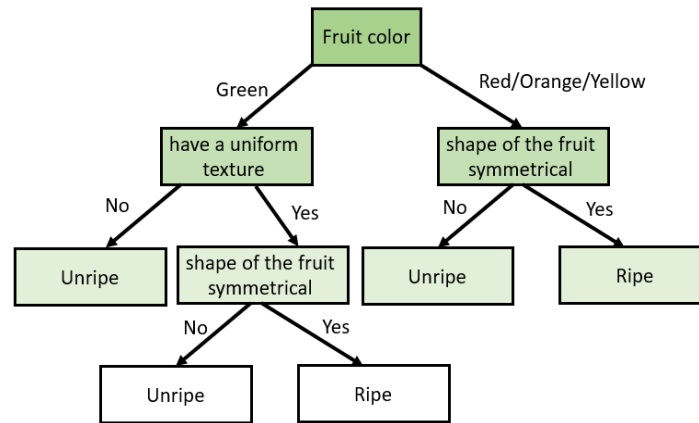 Fruit color
Green
Red/Orange/Yellow
have a uniform
texture
shape of the fruit
symmetrical
No
Yes
No
Yes
Unripe
shape of the fruit
symmetrical
Unripe
Ripe
No
Yes
Unripe
Ripe